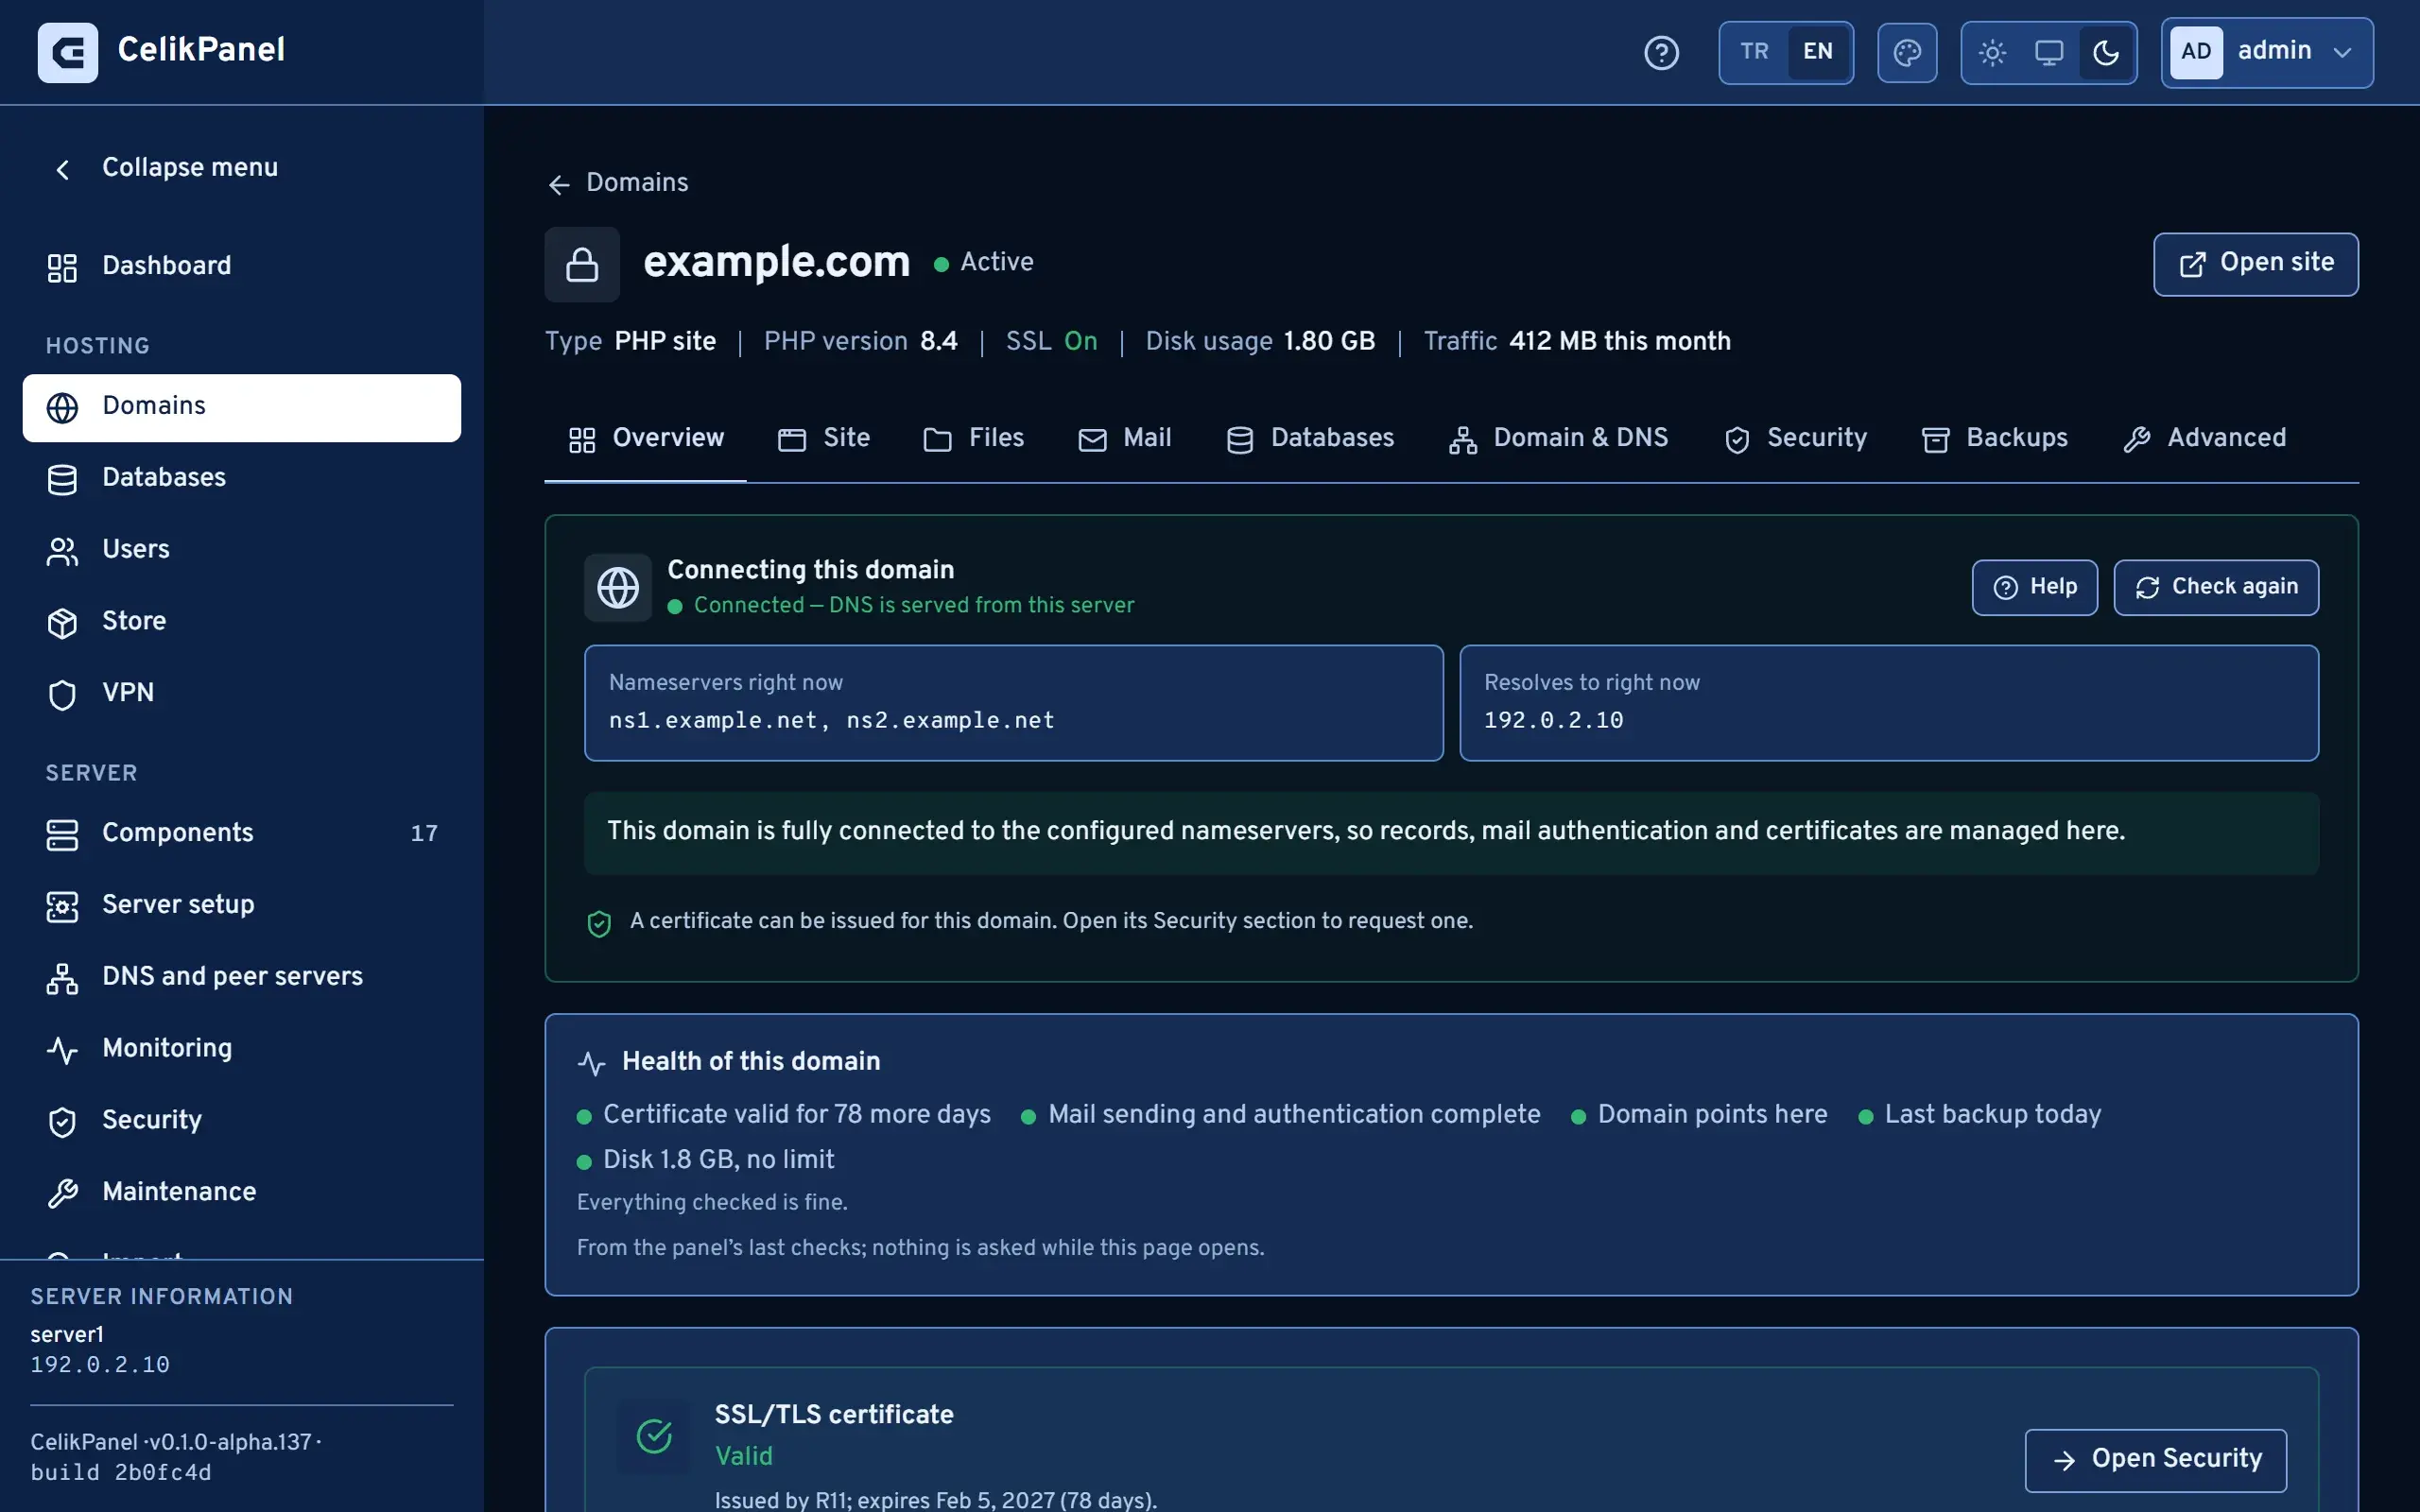 CelikPanel
TR EN
AD admin
Collapse menu
Dashboard
HOSTING
Domains
Databases
Users
Store
VPN
SERVER
Components 17
Server setup
DNS and peer servers
Monitoring
Security
Maintenance
Import
SERVER INFORMATION
server1
192.0.2.10
CelikPanel ·v0.1.0-alpha.137·
build 2b0fc4d
Domains
example.com Active
Open site
Type PHP site | PHP version 8.4 | SSL On | Disk usage 1.80 GB | Traffic 412 MB this month
Overview Site Files Mail Databases Domain & DNS Security Backups Advanced
Connecting this domain
Connected — DNS is served from this server
Help Check again
Nameservers right now
ns1.example.net, ns2.example.net
Resolves to right now
192.0.2.10
This domain is fully connected to the configured nameservers, so records, mail authentication and certificates are managed here.
A certificate can be issued for this domain. Open its Security section to request one.
Health of this domain
Certificate valid for 78 more days Mail sending and authentication complete Domain points here Last backup today
Disk 1.8 GB, no limit
Everything checked is fine.
From the panel's last checks; nothing is asked while this page opens.
SSL/TLS certificate
Valid
Issued by R11; expires Feb 5, 2027 (78 days).
Open Security